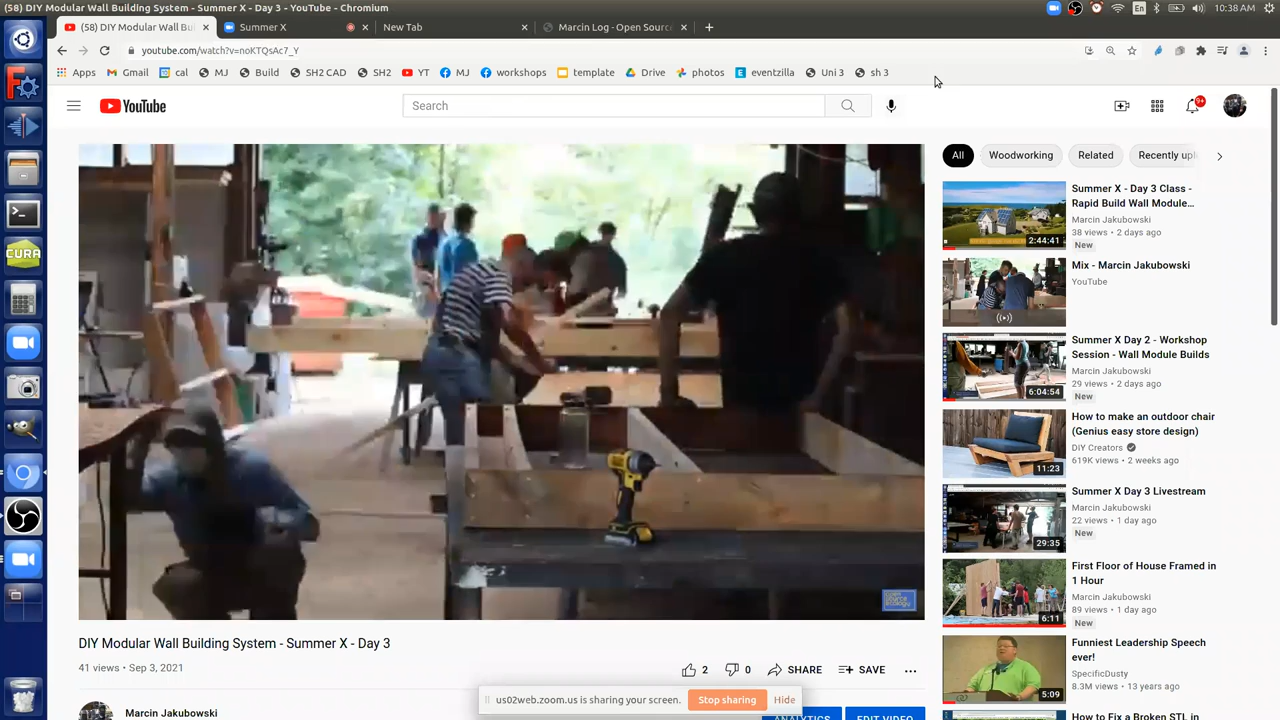 (58) DIY Modular Wall Building System - Summer X - Day 3 - YouTube - Chromium
En
10:38 AM
(58) DIY Modular Wall Bui
Summer X
New Tab
Marcin Log - Open Source
youtube.com/watch?v=noKTQsAc7_Y
Apps
Gmail
cal
MJ
Build
SH2 CAD
SH2
YT
MJ
workshops
template
Drive
photos
eventzilla
Uni 3
sh 3
YouTube
Search
9+
All
Woodworking
Related
Recently upl
Summer X - Day 3 Class -
Rapid Build Wall Module...
Marcin Jakubowski
38 views • 2 days ago
New
2:44:41
Mix - Marcin Jakubowski
YouTube
Summer X Day 2 - Workshop
Session - Wall Module Builds
Marcin Jakubowski
29 views • 2 days ago
New
6:04:54
How to make an outdoor chair
(Genius easy store design)
DIY Creators
619K views • 2 weeks ago
11:23
Summer X Day 3 Livestream
Marcin Jakubowski
22 views • 1 day ago
New
29:35
First Floor of House Framed in
1 Hour
Marcin Jakubowski
89 views • 1 day ago
New
6:11
Funniest Leadership Speech
ever!
SpecificDusty
8.3M views • 13 years ago
5:09
How to Fix a Broken STL in
CURA
OPEN SOURCE
ECOLOGY
DIY Modular Wall Building System - Summer X - Day 3
41 views • Sep 3, 2021
2
0
SHARE
SAVE
us02web.zoom.us is sharing your screen.
Stop sharing
Hide
Marcin Jakubowski
ANALYTICS
EDIT VIDEO